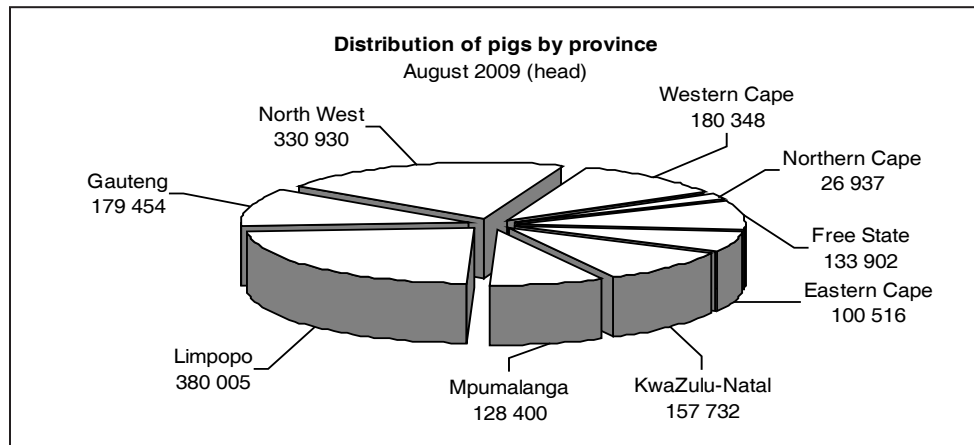 Distribution of pigs by province
August 2009 (head)
Western Cape
180 348
North West
330 930
Northern Cape
26 937
Gauteng
179 454
Free State
133 902
Eastern Cape
100 516
Limpopo
380 005
Mpumalanga
128 400
KwaZulu-Natal
157 732